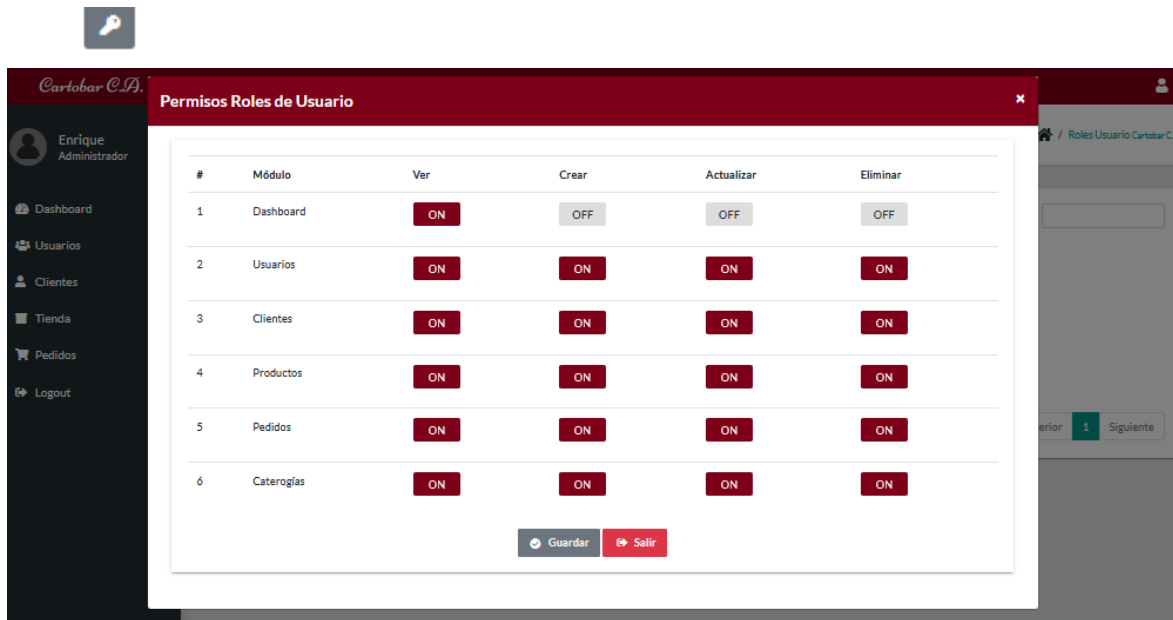 Cartobar C.A.
Permisos Roles de Usuario ×
Enrique
Administrador
/ Roles Usuario Cartobar C.
Dashboard
Usuarios
Clientes
Tienda
Pedidos
Logout
# Módulo Ver Crear Actualizar Eliminar
1 Dashboard ON OFF OFF OFF
2 Usuarios ON ON ON ON
3 Clientes ON ON ON ON
4 Productos ON ON ON ON
5 Pedidos ON ON ON ON
6 Caterogías ON ON ON ON
Guardar Salir
erior 1 Siguiente